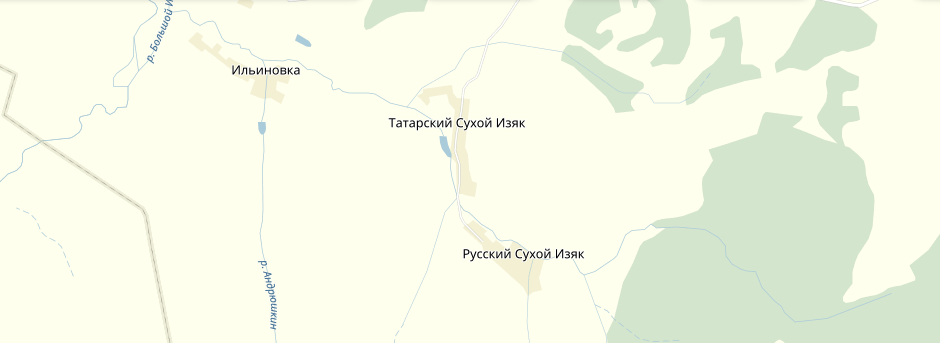 р. Большой И
Ильиновка
Татарский Сухой Изяк
Русский Сухой Изяк
р. Андрюшкин